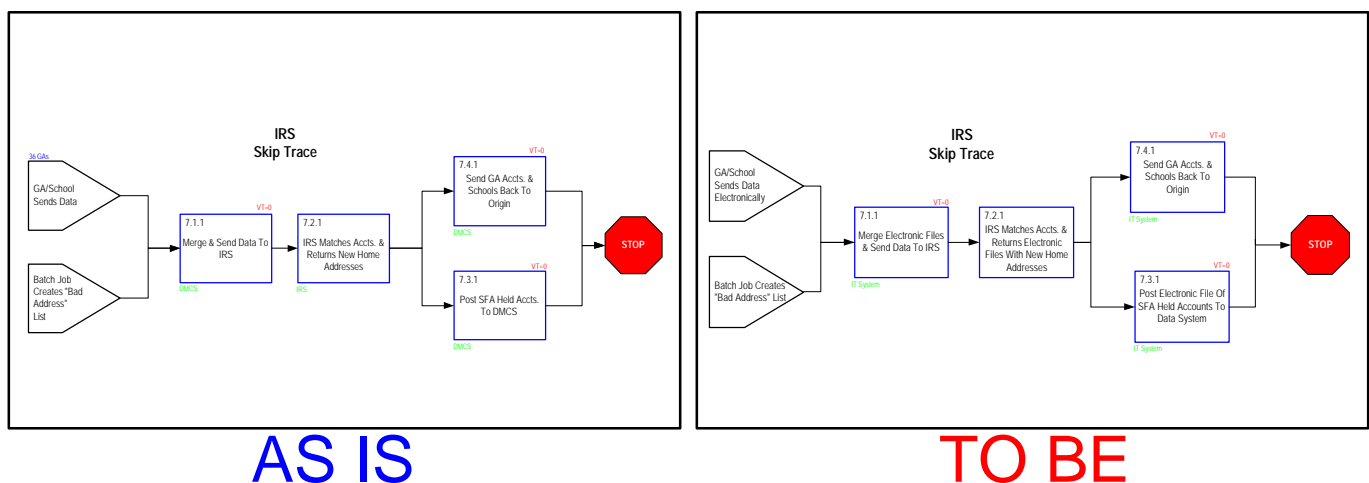 IRS
Skip Trace
36 GAs
GA/School
Sends Data
Batch Job
Creates "Bad
Address"
List
VT=0
7.1.1
Merge & Send Data To
IRS
DMCS
7.2.1
IRS Matches Accts. &
Returns New Home
Addresses
IRS
VT=0
7.4.1
Send GA Accts. &
Schools Back To
Origin
DMCS
VT=0
7.3.1
Post SFA Held Accts.
To DMCS
DMCS
STOP
AS IS
IRS
Skip Trace
GA/School
Sends Data
Electronically
Batch Job Creates
"Bad Address" List
VT=0
7.1.1
Merge Electronic Files
& Send Data To IRS
IT System
7.2.1
IRS Matches Accts. &
Returns Electronic
Files With New Home
Addresses
VT=0
7.4.1
Send GA Accts. &
Schools Back To
Origin
IT System
VT=0
7.3.1
Post Electronic File Of
SFA Held Accounts To
Data System
IT System
STOP
TO BE